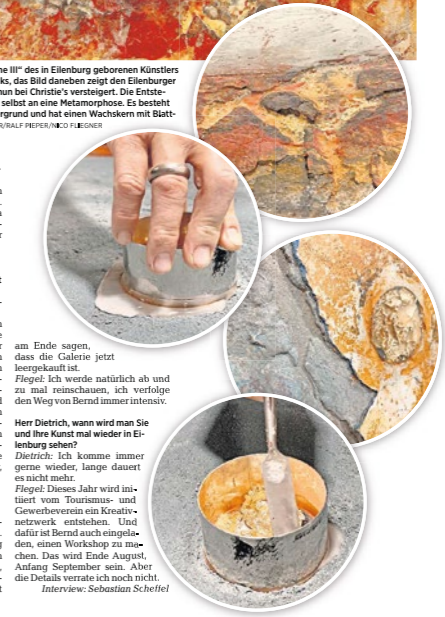 ne III“ des in Eilenburg geborenen Künstlers
ks, das Bild daneben zeigt den Eilenburger
nun bei Christie's versteigert. Die Entste-
selbst an eine Metamorphose. Es besteht
ergrund und hat einen Wachskern mit Blatt-
R/RALF PIEPER/NICO FLIEGNER
am Ende sagen,
dass die Galerie jetzt
leergekauft ist.
Flegel: Ich werde natürlich ab und
zu mal reinschauen, ich verfolge
den Weg von Bernd immer intensiv.
Herr Dietrich, wann wird man Sie
und Ihre Kunst mal wieder in Ei-
lenburg sehen?
Dietrich: Ich komme immer
gerne wieder, lange dauert
es nicht mehr.
Flegel: Dieses Jahr wird ini-
tiiert vom Tourismus- und
Gewerbeverein ein Kreativ-
netzwerk entstehen. Und
dafür ist Bernd auch eingela-
den, einen Workshop zu ma-
chen. Das wird Ende August,
Anfang September sein. Aber
die Details verrate ich noch nicht.
Interview: Sebastian Scheffel